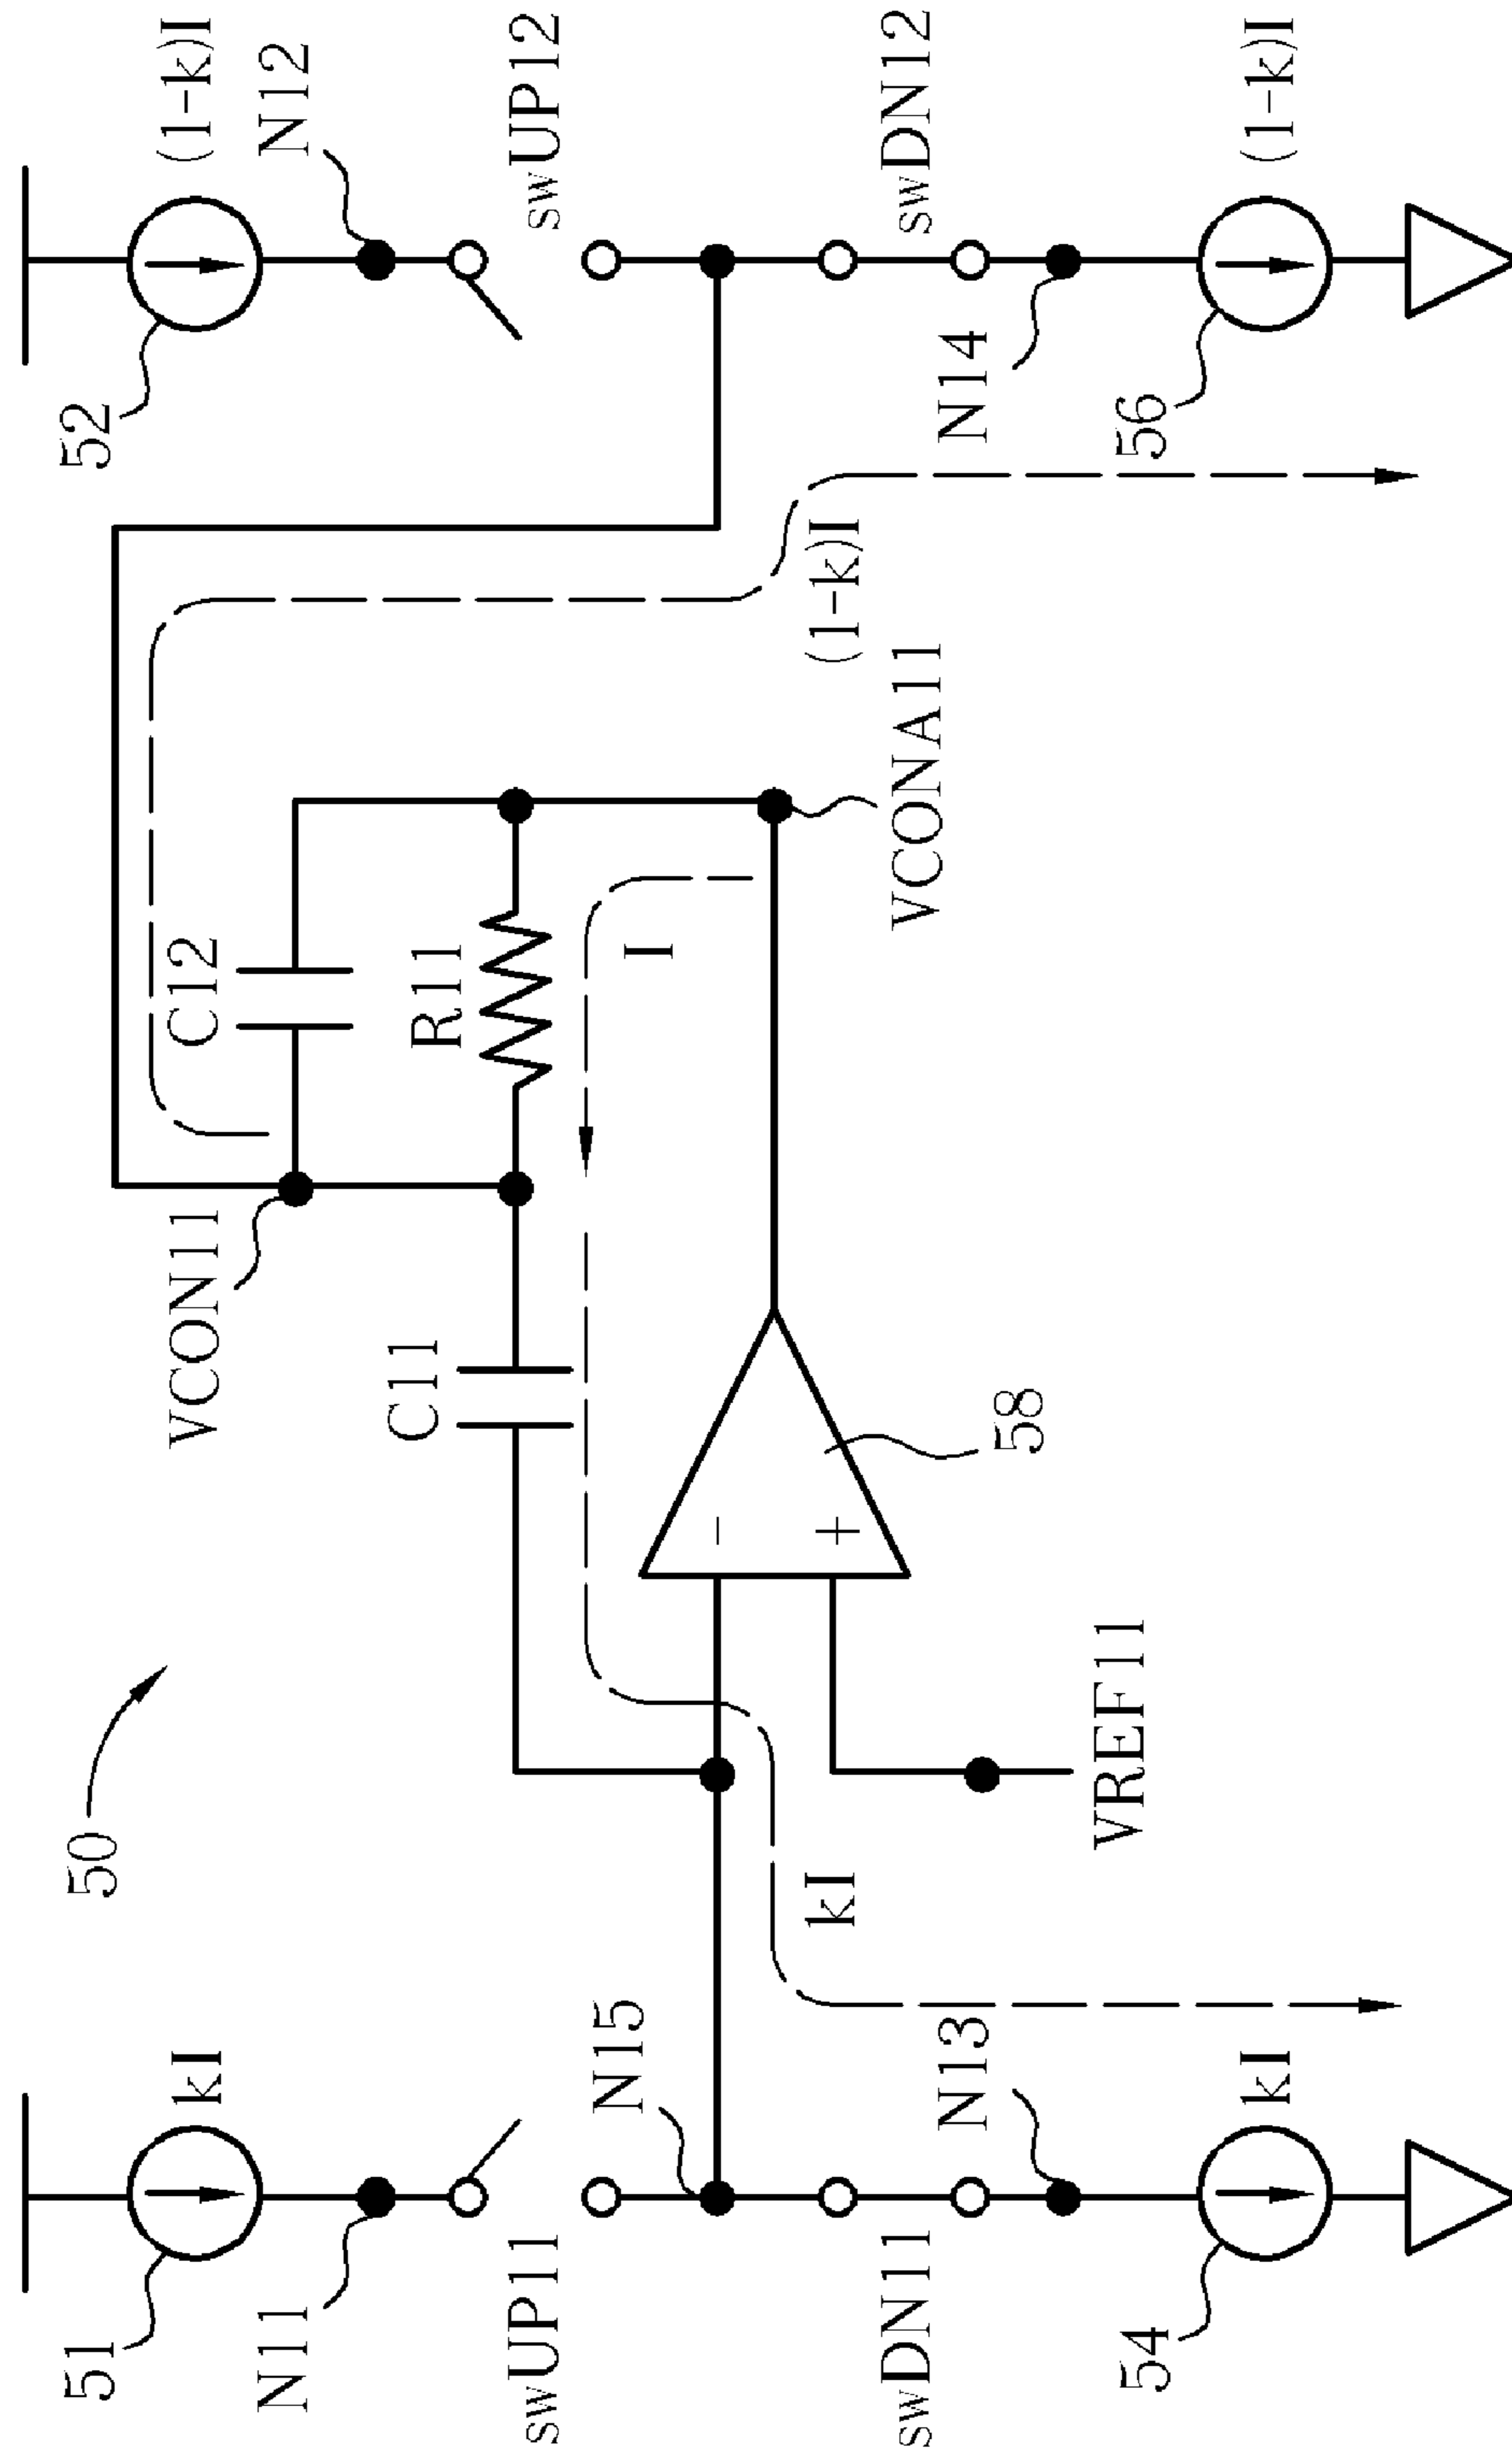 50
51
kI
N11
swUP11
N15
swDN11
N13
54
kI
kI
VREF11
-
+
58
C11
VCON11
C12
R11
I
VCONA11
(1-k)I
52
(1-k)I
N12
swUP12
swDN12
N14
56
(1-k)I